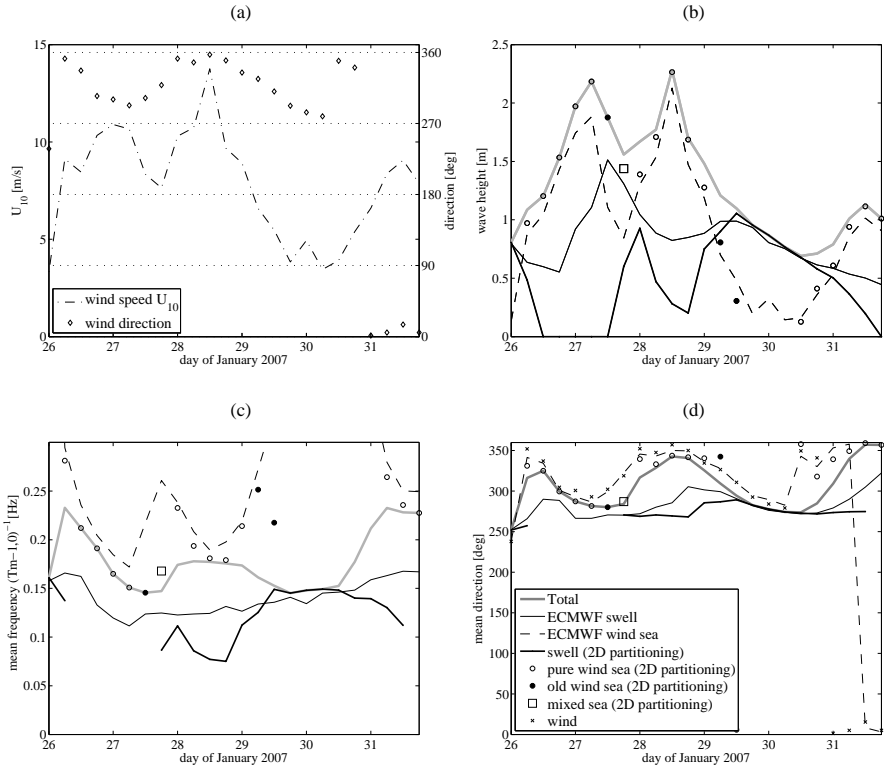 (a)
15
10
5
0
U10 [m/s]
360
270
180
90
0
direction [deg]
wind speed U10
wind direction
26 27 28 29 30 31
day of January 2007
(b)
2.5
2
1.5
1
0.5
0
wave height [m]
26 27 28 29 30 31
day of January 2007
(c)
0.25
0.2
0.15
0.1
0.05
0
mean frequency (Tm−1,0)−1 [Hz]
26 27 28 29 30 31
day of January 2007
(d)
350
300
250
200
150
100
50
0
mean direction [deg]
Total
ECMWF swell
ECMWF wind sea
swell (2D partitioning)
pure wind sea (2D partitioning)
old wind sea (2D partitioning)
mixed sea (2D partitioning)
wind
26 27 28 29 30 31
day of January 2007